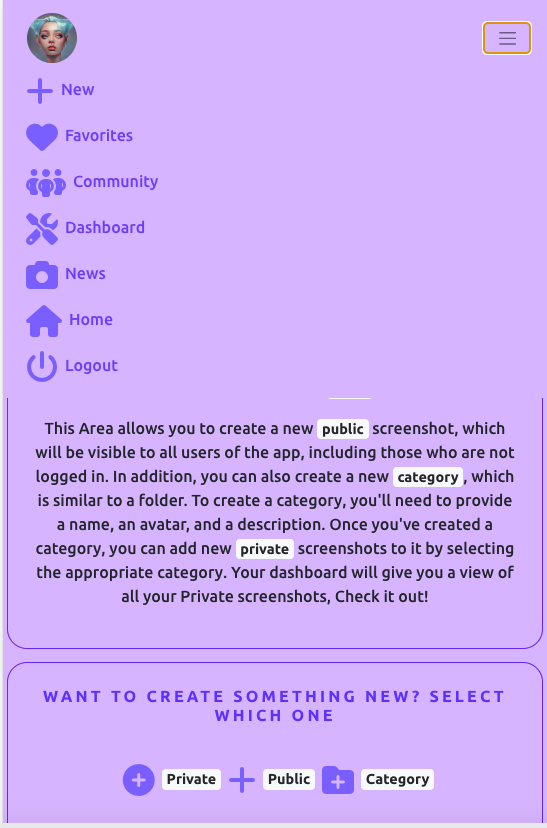 New
Favorites
Community
Dashboard
News
Home
Logout
This Area allows you to create a new public screenshot, which
will be visible to all users of the app, including those who are not
logged in. In addition, you can also create a new category, which
is similar to a folder. To create a category, you'll need to provide
a name, an avatar, and a description. Once you've created a
category, you can add new private screenshots to it by selecting
the appropriate category. Your dashboard will give you a view of
all your Private screenshots, Check it out!
WANT TO CREATE SOMETHING NEW? SELECT
WHICH ONE
Private Public Category